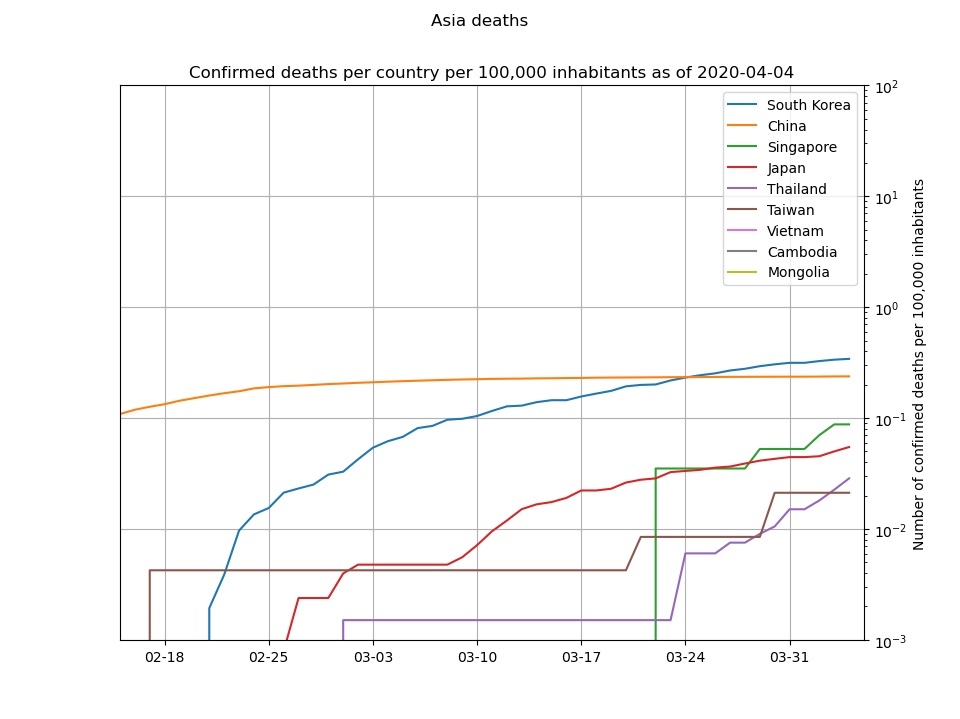 Asia deaths
Confirmed deaths per country per 100,000 inhabitants as of 2020-04-04
South Korea
China
Singapore
Japan
Thailand
Taiwan
Vietnam
Cambodia
Mongolia
10²
10¹
10⁰
10⁻¹
10⁻²
10⁻³
Number of confirmed deaths per 100,000 inhabitants
02-18 02-25 03-03 03-10 03-17 03-24 03-31